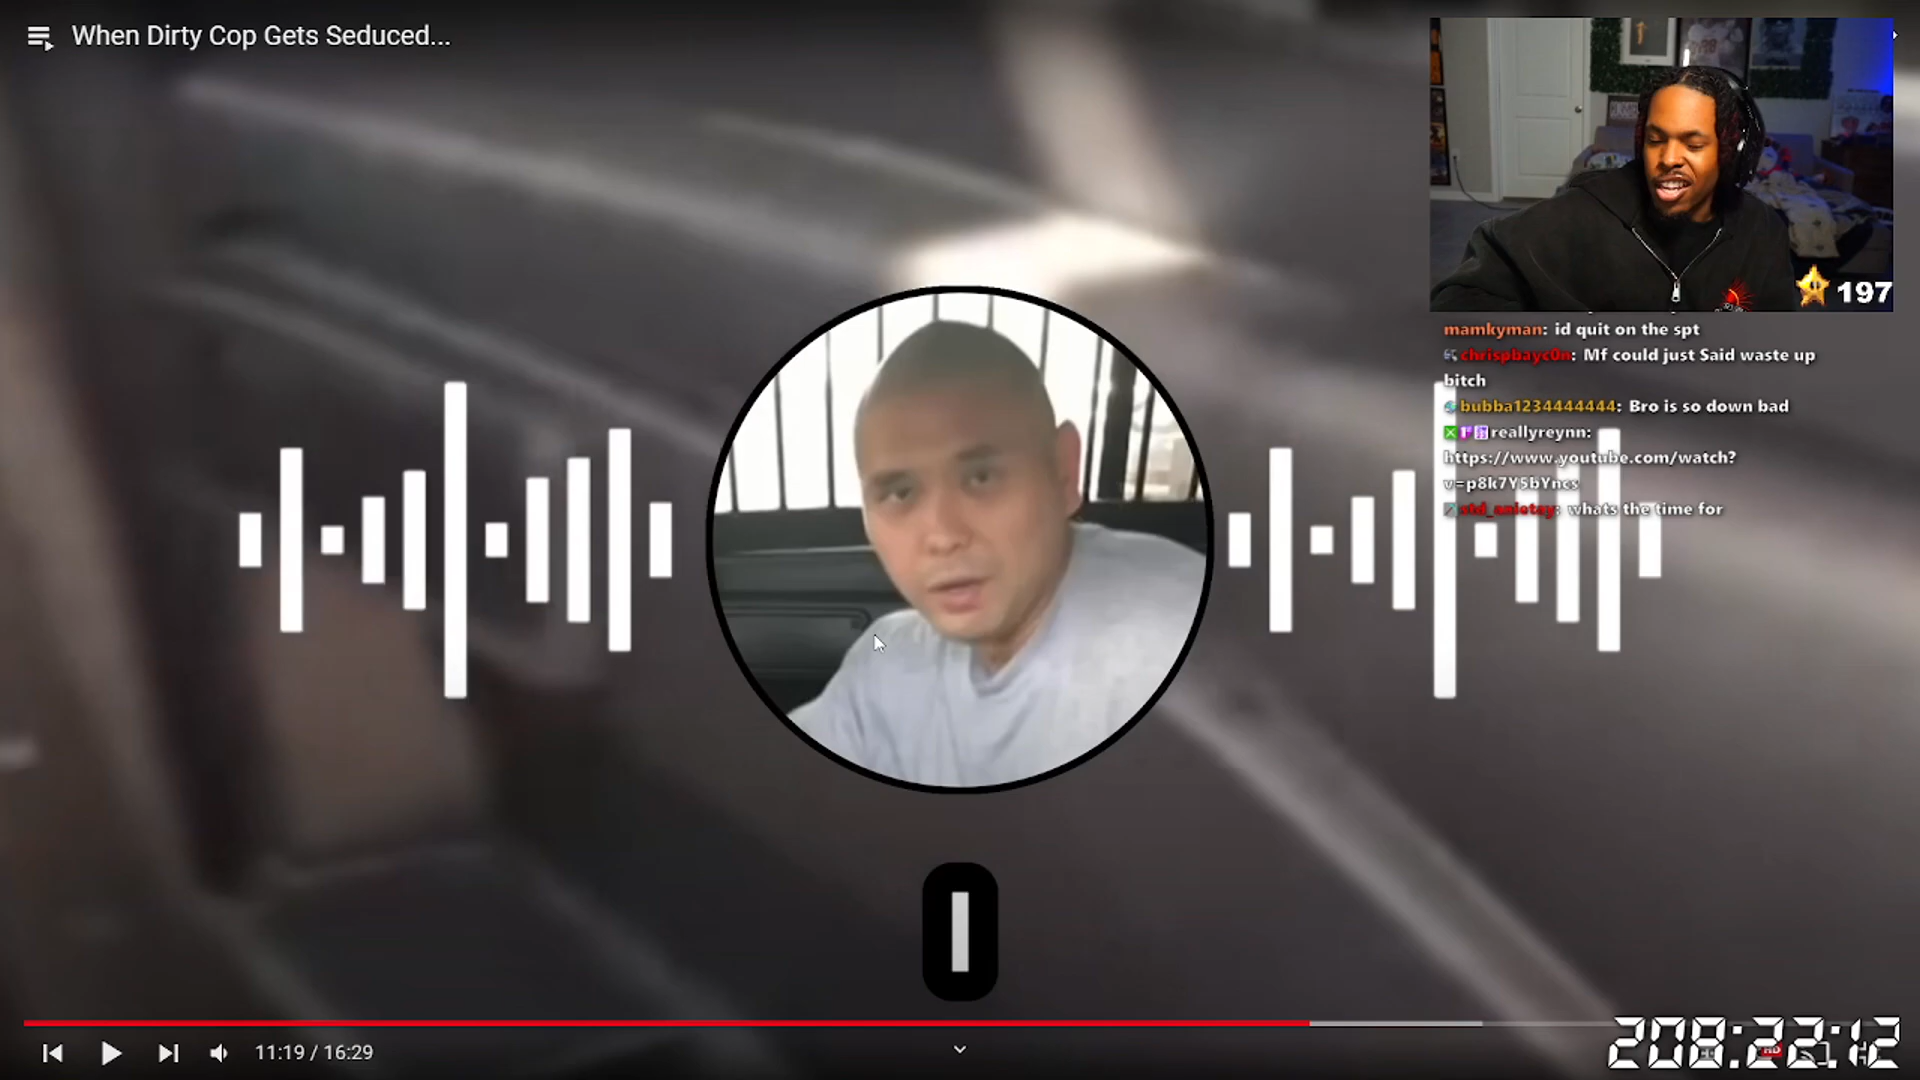 When Dirty Cop Gets Seduced...
197
mamkyman: id quit on the spt
chrispbayc0n: Mf could just Said waste up
bitch
bubba1234444444: Bro is so down bad
reallyreynn:
https://www.youtube.com/watch?
v=p8k7Y5bYncs
whats the time for
I
11:19 / 16:29
208:22:12
HD